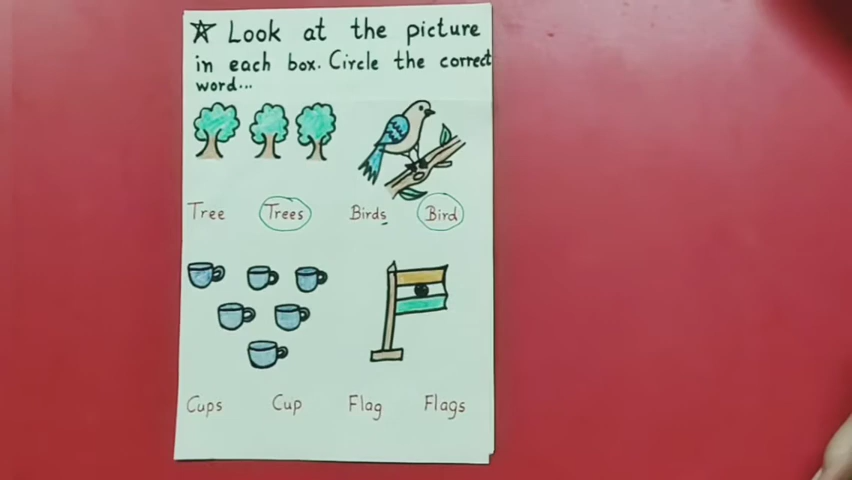 ☆ Look at the picture
in each box. Circle the correct
word...
Tree Trees Birds Bird
Cups Cup Flag Flags